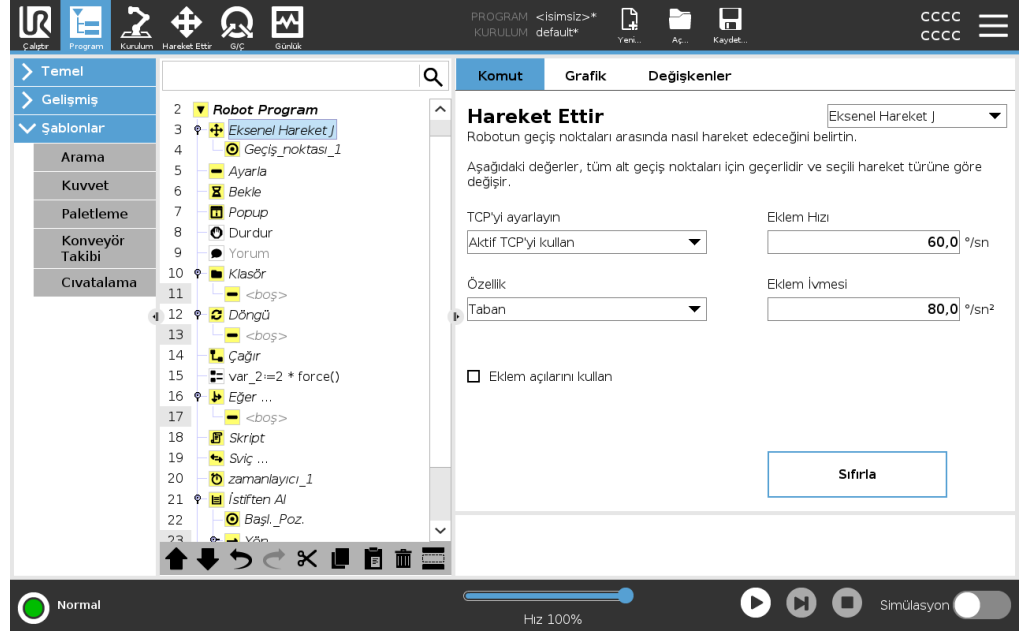 UR
PROGRAM <isimsiz>*
KURULUM default*
CCCC
CCCC
Çalıştır Program Kurulum Hareket Ettir G/Ç Günlük Yeni... Aç... Kaydet...
Temel
Gelişmiş
Şablonlar
Arama
Kuvvet
Paletleme
Konveyör
Takibi
Cıvatalama
2 Robot Program
3 Eksenel Hareket J
4 Geçiş_noktası_1
5 Ayarla
6 Bekle
7 Popup
8 Durdur
9 Yorum
10 Klasör
11 <boş>
12 Döngü
13 <boş>
14 Çağır
15 var_2:=2 * force()
16 Eğer ...
17 <boş>
18 Skript
19 Sviç ...
20 zamanlayıcı_1
21 İstiften Al
22 Başl._Poz.
23 Yön
Komut Grafik Değişkenler
Hareket Ettir
Eksenel Hareket J
Robotun geçiş noktaları arasında nasıl hareket edeceğini belirtin.
Aşağıdaki değerler, tüm alt geçiş noktaları için geçerlidir ve seçili hareket türüne göre
değişir.
TCP'yi ayarlayın
Aktif TCP'yi kullan
Eklem Hızı
60,0 °/sn
Özellik
Taban
Eklem İvmesi
80,0 °/sn²
Eklem açılarını kullan
Sıfırla
Normal
Hız 100%
Simülasyon